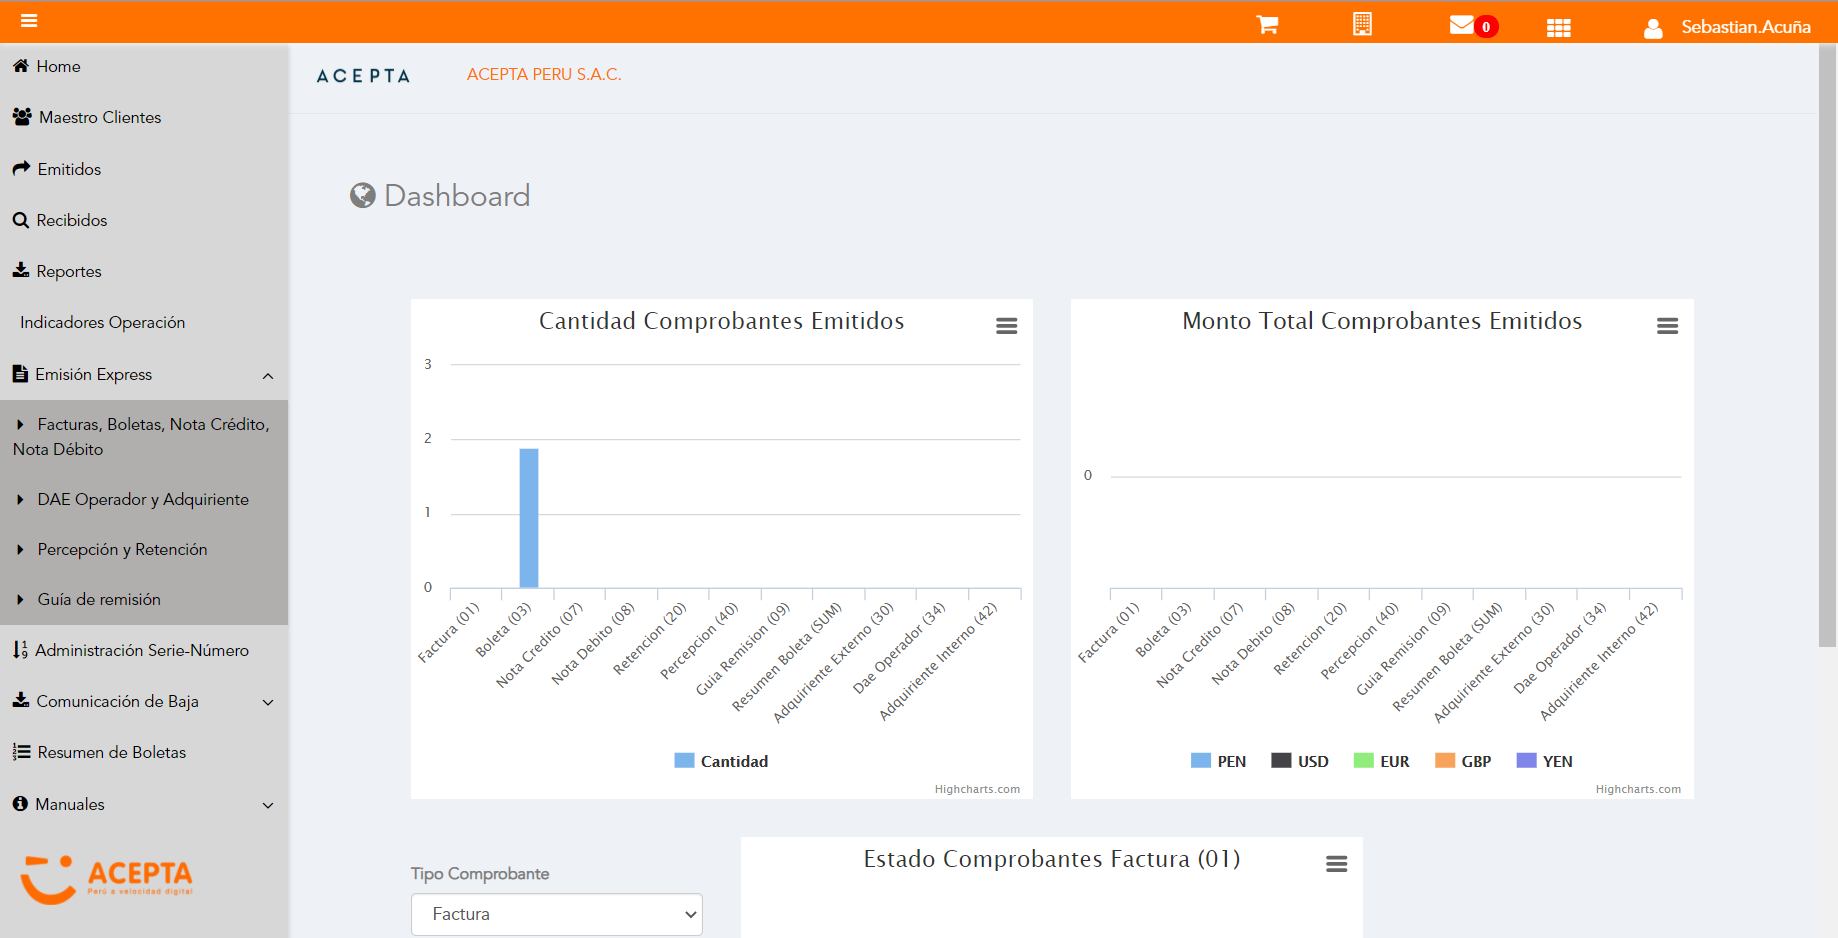 0
Sebastian.Acuña
Home
Maestro Clientes
Emitidos
Recibidos
Reportes
Indicadores Operación
Emisión Express
Facturas, Boletas, Nota Crédito,
Nota Débito
DAE Operador y Adquiriente
Percepción y Retención
Guía de remisión
Administración Serie-Número
Comunicación de Baja
Resumen de Boletas
Manuales
ACEPTA
Perú a velocidad digital
ACEPTA
ACEPTA PERU S.A.C.
Dashboard
Cantidad Comprobantes Emitidos
3
2
1
0
Factura (01)
Boleta (03)
Nota Credito (07)
Nota Debito (08)
Retencion (20)
Percepcion (40)
Guia Remision (09)
Resumen Boleta (SUM)
Adquiriente Externo (30)
Dae Operador (34)
Adquiriente Interno (42)
Cantidad
Highcharts.com
Monto Total Comprobantes Emitidos
0
Factura (01)
Boleta (03)
Nota Credito (07)
Nota Debito (08)
Retencion (20)
Percepcion (40)
Guia Remision (09)
Resumen Boleta (SUM)
Adquiriente Externo (30)
Dae Operador (34)
Adquiriente Interno (42)
PEN USD EUR GBP YEN
Highcharts.com
Tipo Comprobante
Factura
Estado Comprobantes Factura (01)